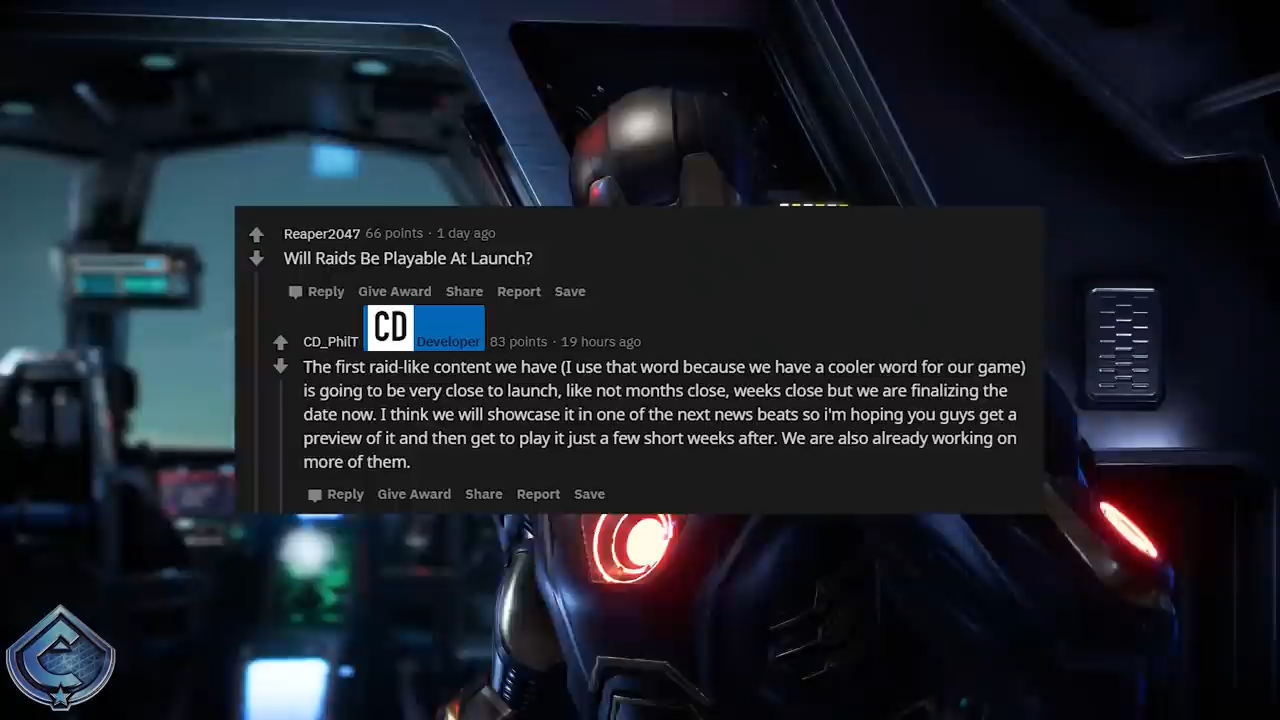 Reaper2047 66 points · 1 day ago
Will Raids Be Playable At Launch?
Reply Give Award Share Report Save
CD_PhilT CD Developer 83 points · 19 hours ago
The first raid-like content we have (I use that word because we have a cooler word for our game)
is going to be very close to launch, like not months close, weeks close but we are finalizing the
date now. I think we will showcase it in one of the next news beats so i'm hoping you guys get a
preview of it and then get to play it just a few short weeks after. We are also already working on
more of them.
Reply Give Award Share Report Save